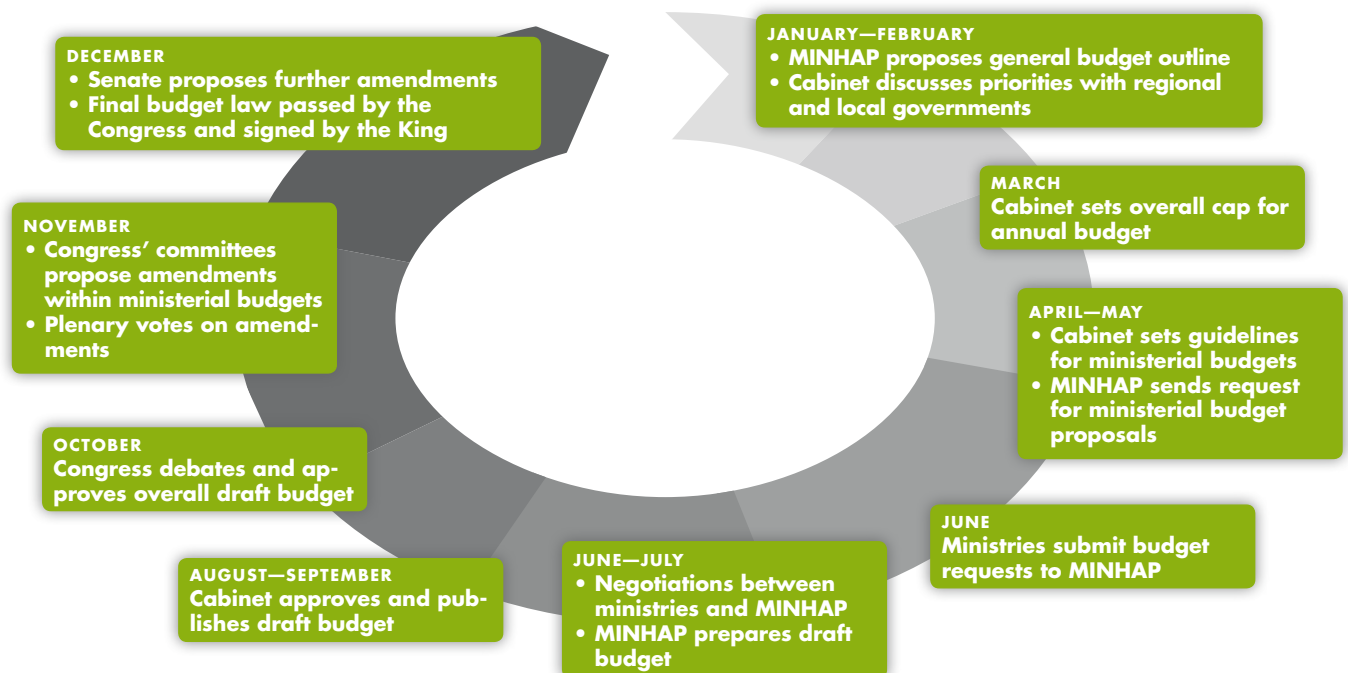 JANUARY—FEBRUARY
• MINHAP proposes general budget outline
• Cabinet discusses priorities with regional
and local governments
MARCH
Cabinet sets overall cap for
annual budget
APRIL—MAY
• Cabinet sets guidelines
for ministerial budgets
• MINHAP sends request
for ministerial budget
proposals
JUNE
Ministries submit budget
requests to MINHAP
JUNE—JULY
• Negotiations between
ministries and MINHAP
• MINHAP prepares draft
budget
AUGUST—SEPTEMBER
Cabinet approves and pub-
lishes draft budget
OCTOBER
Congress debates and ap-
proves overall draft budget
NOVEMBER
• Congress’ committees
propose amendments
within ministerial budgets
• Plenary votes on amend-
ments
DECEMBER
• Senate proposes further amendments
• Final budget law passed by the
Congress and signed by the King